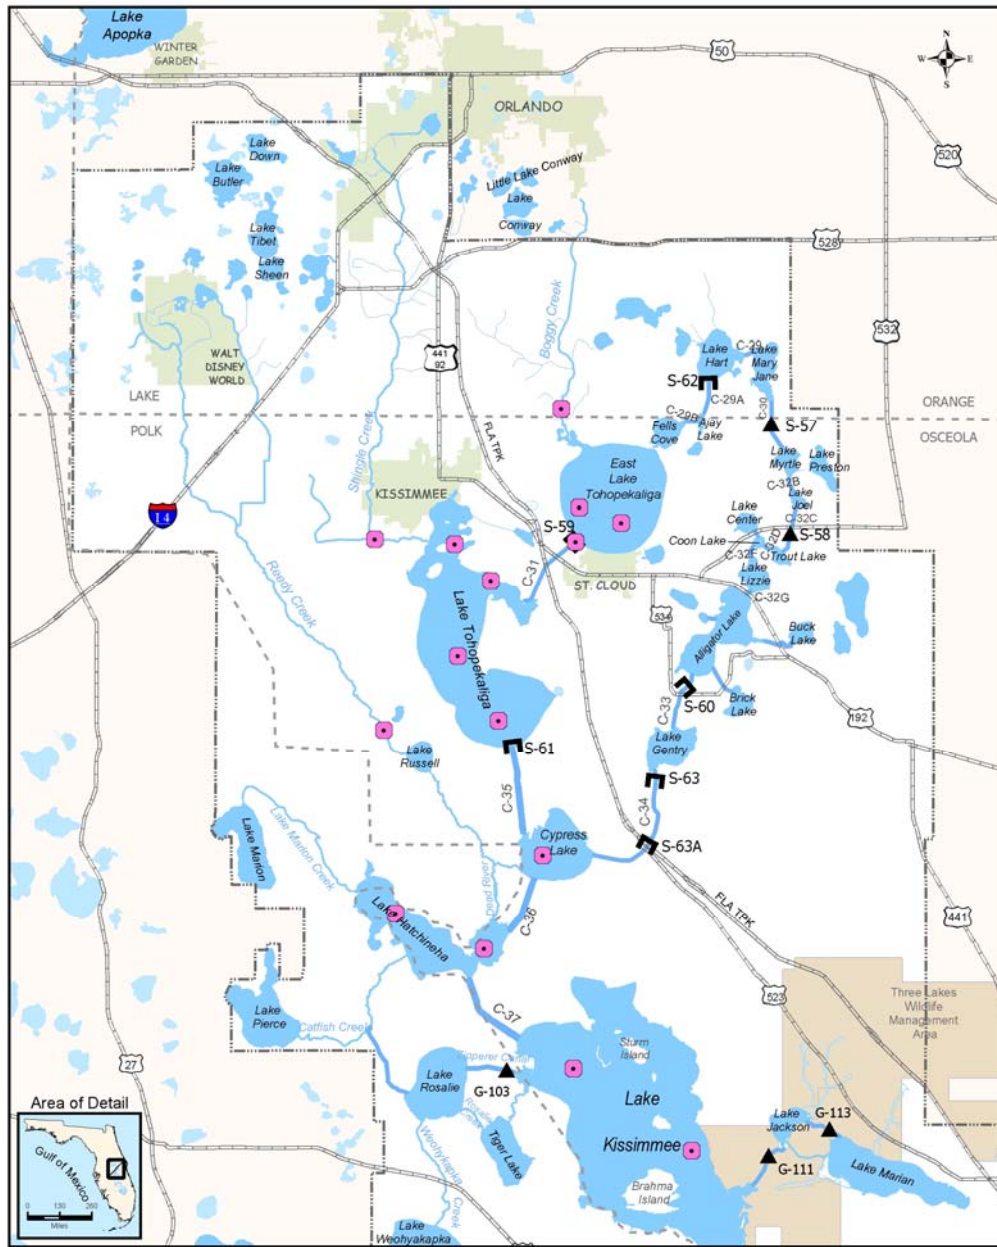 Lake
Apopka
WINTER
GARDEN
50
N
W
E
S
ORLANDO
520
Lake
Down
Lake
Butler
Little Lake Conway
Lake
Conway
Lake
Tibet
Lake
Sheen
528
Boggy Creek
532
WALT
DISNEY
WORLD
441
92
Lake
Hart
C-29
Lake
Mary
Jane
S-62
C-29A
LAKE
POLK
Shingle Creek
FLA TPK
C-29B
Fells
Cove
Ajay
Lake
C-30
S-57
ORANGE
OSCEOLA
East
Lake
Tohopekaliga
Lake
Myrtle
Lake
Preston
C-32B
Lake
Joel
KISSIMMEE
I 4
S-59
Lake
Center
C-32C
Coon Lake
C-32D
S-58
C-32F
Trout Lake
Lake
Lizzie
C-31
ST. CLOUD
C-32G
Reedy Creek
534
Lake Tohopekaliga
Alligator Lake
Buck
Lake
S-60
Brick
Lake
C-33
192
Lake
Gentry
Lake
Russell
S-61
S-63
C-35
C-34
Lake Marion
Lake Marion Creek
Cypress
Lake
S-63A
Dead River
FLA TPK
C-36
Lake Hatchineha
441
523
Three Lakes
Wildlife
Management
Area
Lake
Pierce
Catfish Creek
C-37
Sturm
Island
27
Zipperer Canal
Lake
Rosalie
G-103
Lake
Kissimmee
Area of Detail
Gulf of Mexico
0 130 260
Miles
Weohyakapka Creek
Tiger Lake
Lake
Jackson
G-113
G-111
Lake Marian
Brahma
Island
Lake
Weohyakapka